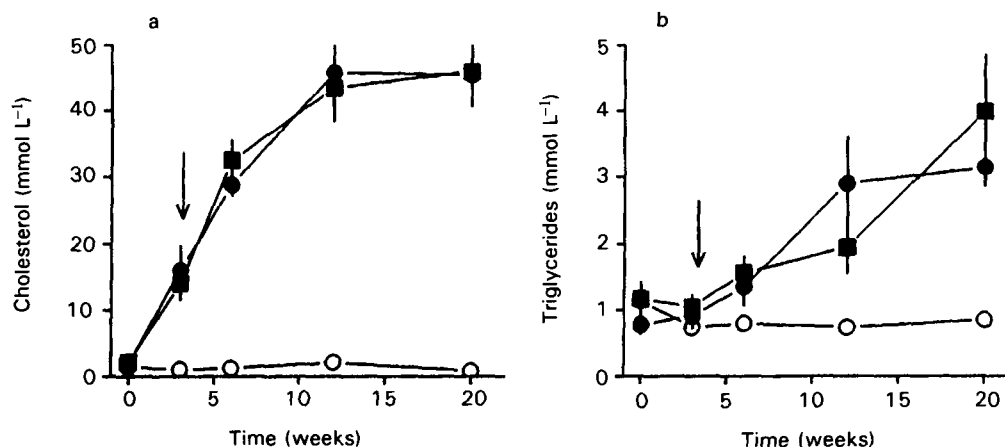 a
Cholesterol (mmol L⁻¹)
50
40
30
20
10
0
0 5 10 15 20
Time (weeks)
b
Triglycerides (mmol L⁻¹)
5
4
3
2
1
0
0 5 10 15 20
Time (weeks)